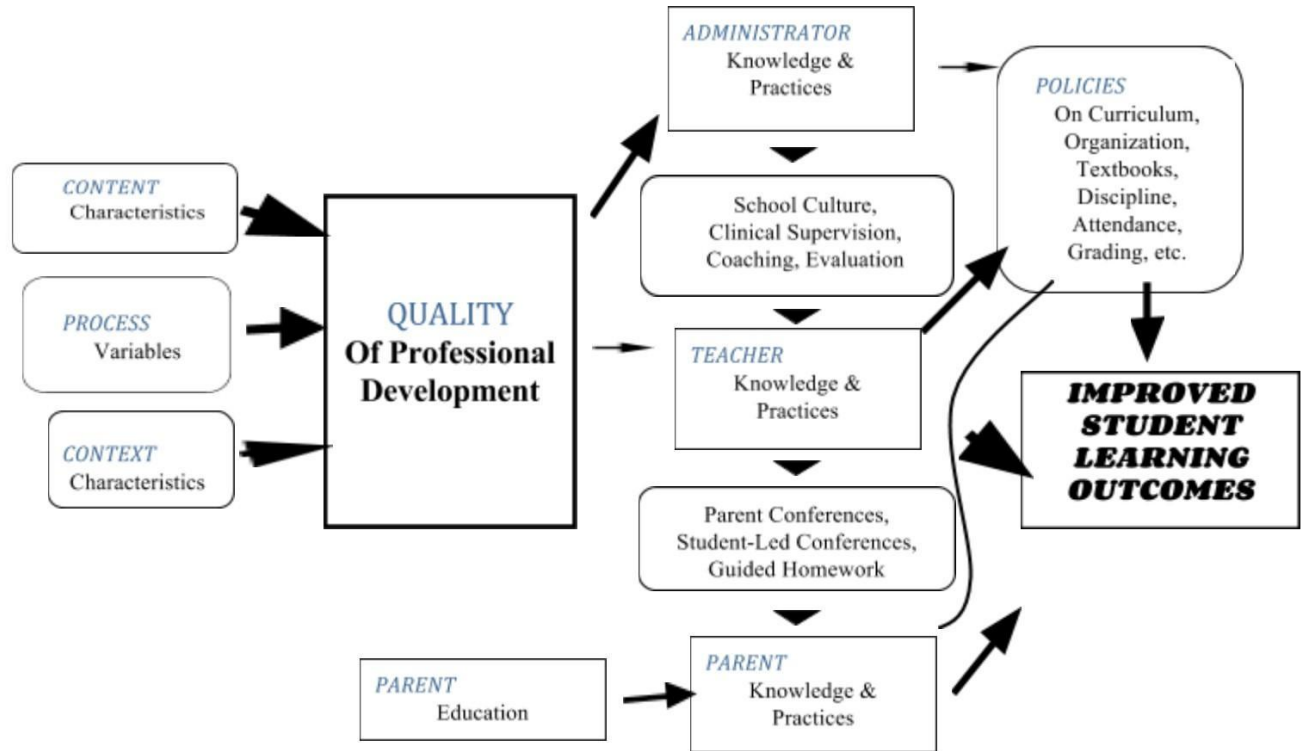 CONTENT
Characteristics
PROCESS
Variables
CONTEXT
Characteristics
QUALITY
Of Professional
Development
ADMINISTRATOR
Knowledge &
Practices
School Culture,
Clinical Supervision,
Coaching, Evaluation
TEACHER
Knowledge &
Practices
Parent Conferences,
Student-Led Conferences,
Guided Homework
PARENT
Education
PARENT
Knowledge &
Practices
POLICIES
On Curriculum,
Organization,
Textbooks,
Discipline,
Attendance,
Grading, etc.
IMPROVED
STUDENT
LEARNING
OUTCOMES